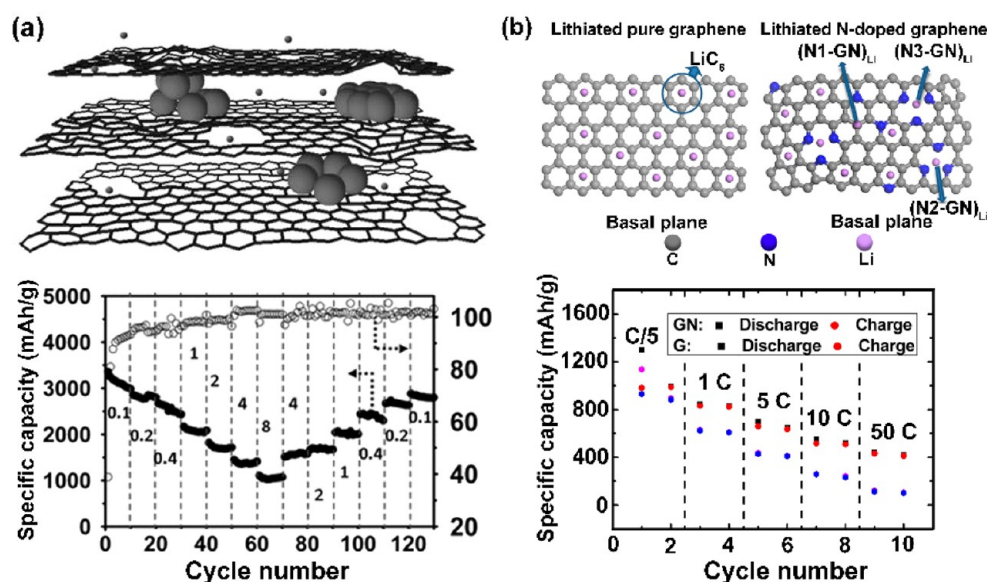 (a)
(b)
Lithiated pure graphene
Lithiated N-doped graphene
LiC6
(N1-GN)Li
(N3-GN)Li
(N2-GN)Li
Basal plane
Basal plane
C
N
Li
Specific capacity (mAh/g)
5000
4000
3000
2000
1000
0
100
80
60
40
20
0.1
0.2
0.4
1
2
4
8
4
2
1
0.4
0.2
0.1
0 20 40 60 80 100 120
Cycle number
Specific capacity (mAh/g)
1600
1200
800
400
0
GN: Discharge Charge
G: Discharge Charge
C/5
1 C
5 C
10 C
50 C
0 2 4 6 8 10
Cycle number